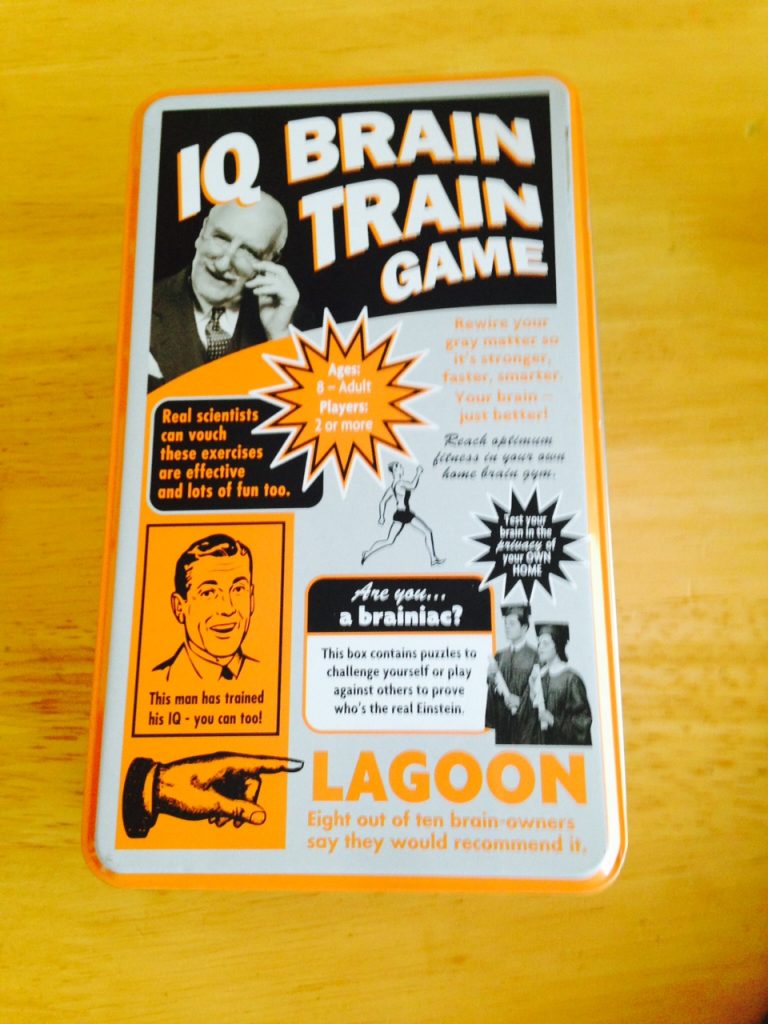 IQ BRAIN
TRAIN
GAME
Rewire your
gray matter so
it's stronger,
faster, smarter.
Your brain –
just better!
Ages:
8 – Adult
Players:
2 or more
Real scientists
can vouch
these exercises
are effective
and lots of fun too.
Reach optimum
fitness in your own
home brain gym.
Test your
brain in the
privacy of
your OWN
HOME
Are you...
a brainiac?
This box contains puzzles to
challenge yourself or play
against others to prove
who's the real Einstein.
This man has trained
his IQ - you can too!
LAGOON
Eight out of ten brain-owners
say they would recommend it.